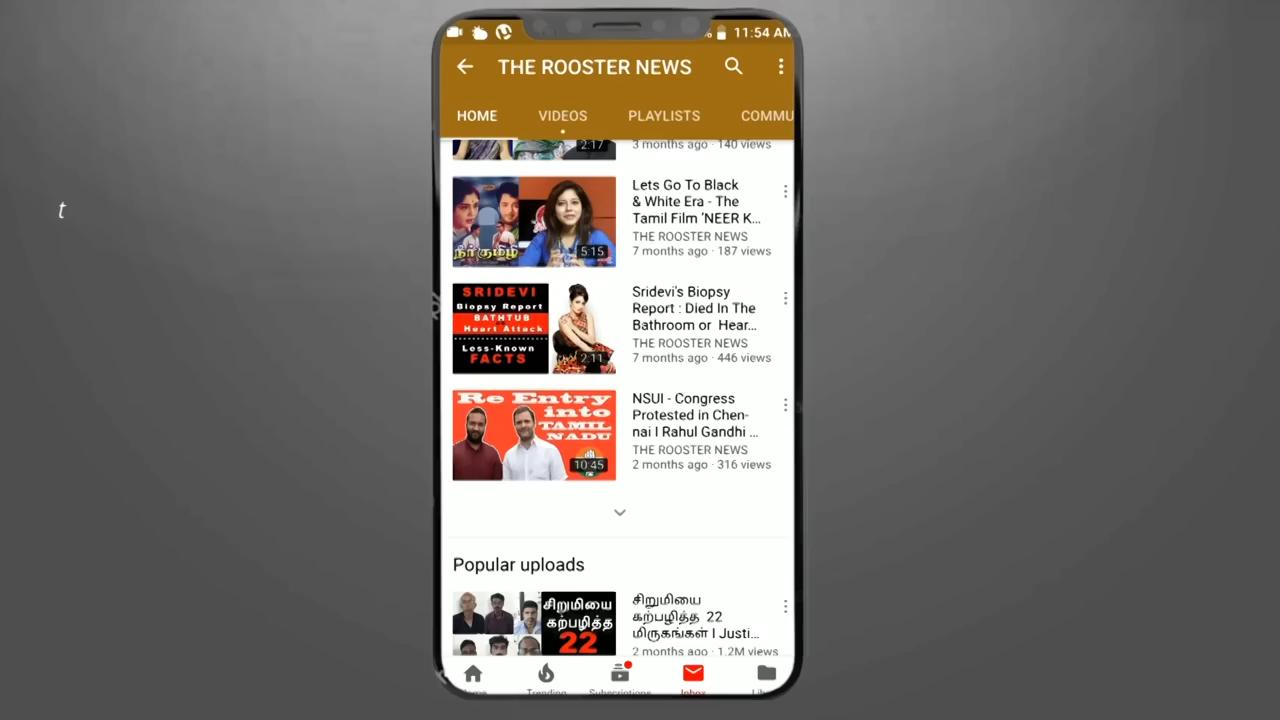 11:54 AM
THE ROOSTER NEWS
HOME VIDEOS PLAYLISTS COMMU
2:17
3 months ago · 140 views
t
Lets Go To Black
& White Era - The
Tamil Film 'NEER K...
THE ROOSTER NEWS
7 months ago · 187 views
நீர்குமிழி
5:15
SRIDEVI
Biopsy Report
BATHTUB
or
Heart Attack
Less-Known
FACTS
2:11
Sridevi's Biopsy
Report : Died In The
Bathroom or Hear...
THE ROOSTER NEWS
7 months ago · 446 views
Re Entry
into
TAMIL
NADU
10:45
NSUI - Congress
Protested in Chen-
nai I Rahul Gandhi ...
THE ROOSTER NEWS
2 months ago · 316 views
Popular uploads
சிறுமியை
கற்பழித்த
22
சிறுமியை
கற்பழித்த 22
மிருகங்கள் I Justi...
2 months ago · 1.2M views
Trending Subscriptions Inbox